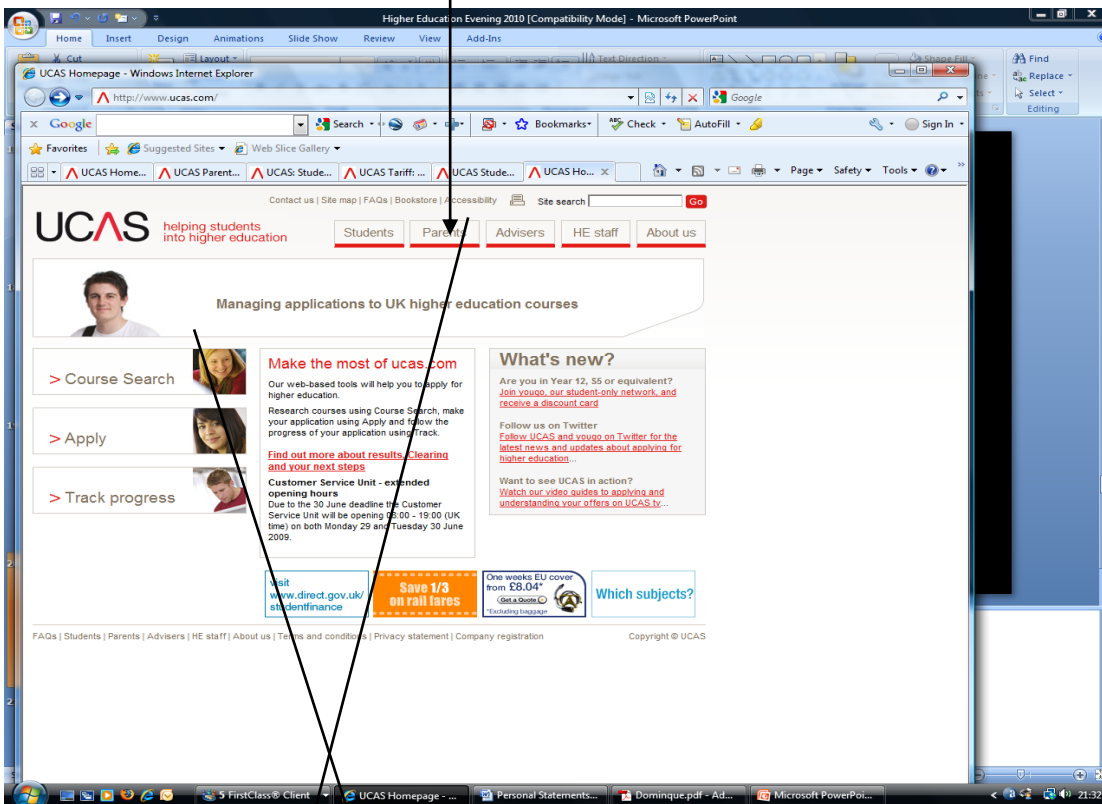 Higher Education Evening 2010 [Compatibility Mode] - Microsoft PowerPoint
Home Insert Design Animations Slide Show Review View Add-Ins
Cut Layout Text Direction Shape Fill Find
UCAS Homepage - Windows Internet Explorer
Replace
http://www.ucas.com/ Google
Select
Editing
Google Search Bookmarks Check AutoFill Sign In
Favorites Suggested Sites Web Slice Gallery
UCAS Home... UCAS Parent... UCAS: Stude... UCAS Tariff: ... UCAS Stude... UCAS Ho... Page Safety Tools
Contact us | Site map | FAQs | Bookstore | Accessibility Site search Go
UCAS helping students
into higher education
Students Parents Advisers HE staff About us
Managing applications to UK higher education courses
> Course Search
> Apply
> Track progress
Make the most of ucas.com
Our web-based tools will help you to apply for
higher education.
Research courses using Course Search, make
your application using Apply and follow the
progress of your application using Track.
Find out more about results, Clearing
and your next steps
Customer Service Unit - extended
opening hours
Due to the 30 June deadline the Customer
Service Unit will be opening 08:00 - 19:00 (UK
time) on both Monday 29 and Tuesday 30 June
2009.
What's new?
Are you in Year 12, S5 or equivalent?
Join yougo, our student-only network, and
receive a discount card
Follow us on Twitter
Follow UCAS and yougo on Twitter for the
latest news and updates about applying for
higher education...
Want to see UCAS in action?
Watch our video guides to applying and
understanding your offers on UCAS tv...
visit
www.direct.gov.uk/
studentfinance
Save 1/3
on rail fares
One weeks EU cover
from £8.04*
Get a Quote
*Excluding baggage
Which subjects?
FAQs | Students | Parents | Advisers | HE staff | About us | Terms and conditions | Privacy statement | Company registration Copyright © UCAS
5 FirstClass® Client UCAS Homepage - ... Personal Statements... Dominque.pdf - Ad... Microsoft PowerPoi... 21:32